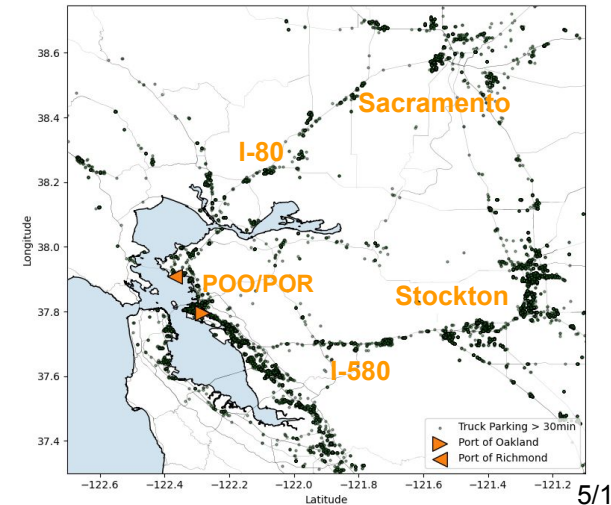 38.6
38.4
38.2
38.0
37.8
37.6
37.4
Longitude
Sacramento
I-80
POO/POR
Stockton
I-580
Truck Parking > 30min
Port of Oakland
Port of Richmond
−122.6 −122.4 −122.2 −122.0 −121.8 −121.6 −121.4 −121.2
Latitude
5/1